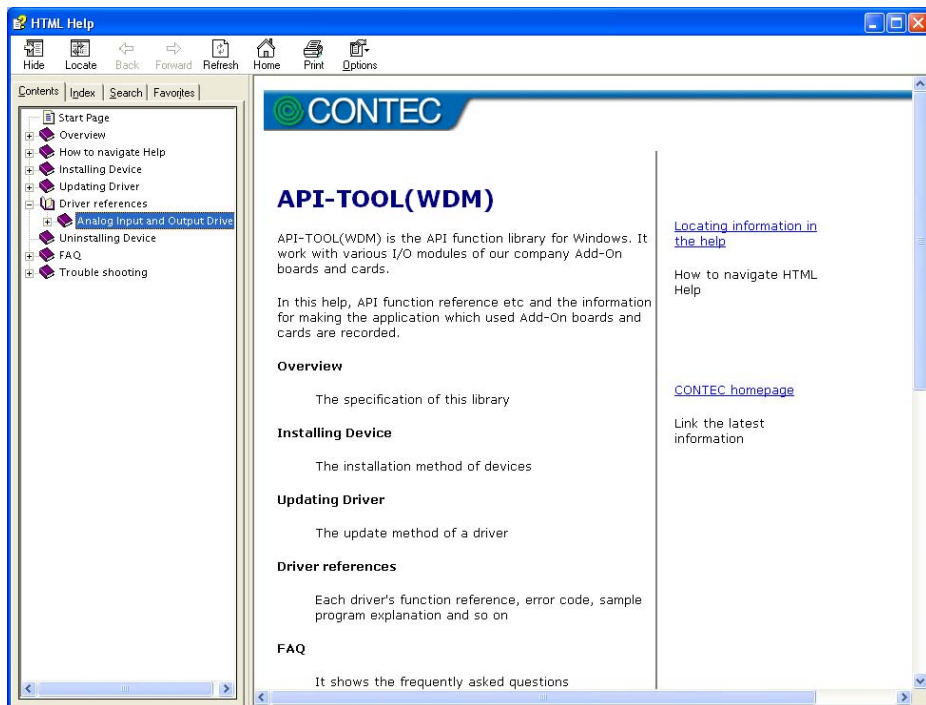 HTML Help
Hide Locate Back Forward Refresh Home Print Options
Contents Index Search Favorites
Start Page
Overview
How to navigate Help
Installing Device
Updating Driver
Driver references
Analog Input and Output Drive
Uninstalling Device
FAQ
Trouble shooting
CONTEC
API-TOOL(WDM)
API-TOOL(WDM) is the API function library for Windows. It
work with various I/O modules of our company Add-On
boards and cards.
In this help, API function reference etc and the information
for making the application which used Add-On boards and
cards are recorded.
Overview
The specification of this library
Installing Device
The installation method of devices
Updating Driver
The update method of a driver
Driver references
Each driver's function reference, error code, sample
program explanation and so on
FAQ
It shows the frequently asked questions
Locating information in
the help
How to navigate HTML
Help
CONTEC homepage
Link the latest
information